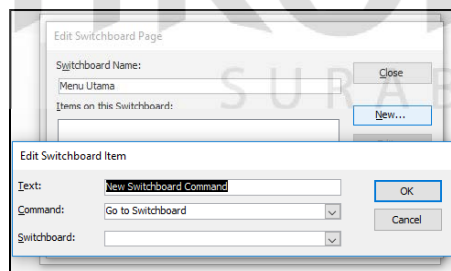 Edit Switchboard Page
Switchboard Name:
Close
Menu Utama
SURAB
Items on this Switchboard:
New...
Edit Switchboard Item
Text:
New Switchboard Command
OK
Command:
Go to Switchboard
Cancel
Switchboard: